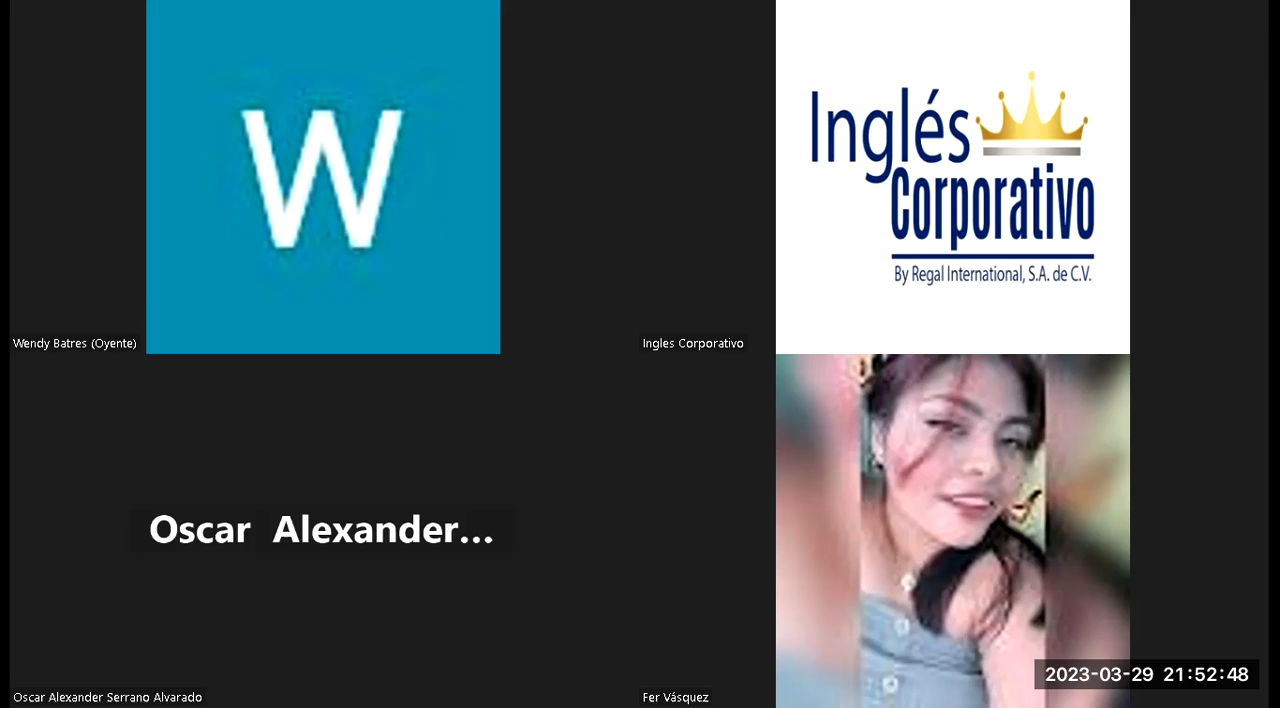 W
Wendy Batres (Oyente)
Inglés
Corporativo
By Regal International, S.A. de C.V.
Ingles Corporativo
Oscar Alexander...
Oscar Alexander Serrano Alvarado
Fer Vásquez
2023-03-29 21:52:48